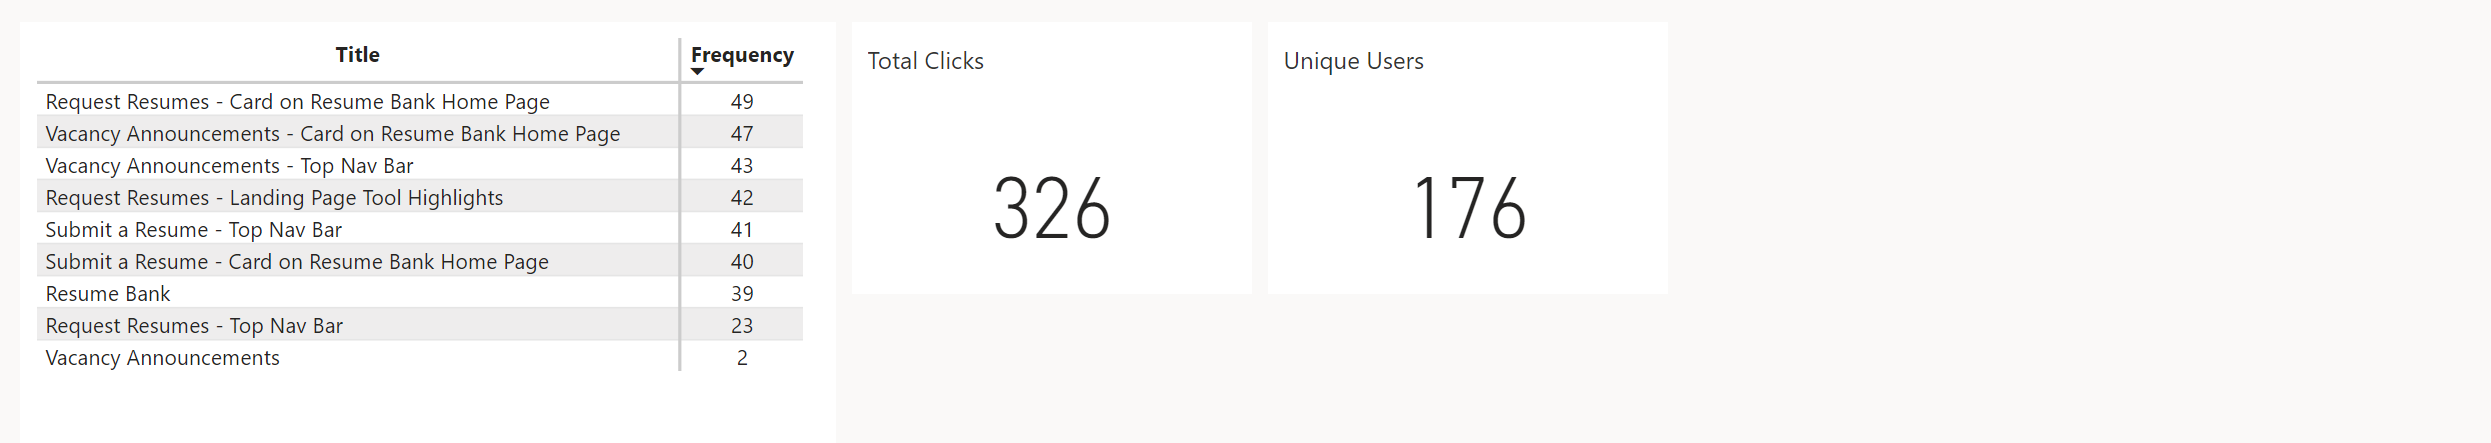 Title Frequency
Request Resumes - Card on Resume Bank Home Page 49
Vacancy Announcements - Card on Resume Bank Home Page 47
Vacancy Announcements - Top Nav Bar 43
Request Resumes - Landing Page Tool Highlights 42
Submit a Resume - Top Nav Bar 41
Submit a Resume - Card on Resume Bank Home Page 40
Resume Bank 39
Request Resumes - Top Nav Bar 23
Vacancy Announcements 2
Total Clicks
326
Unique Users
176